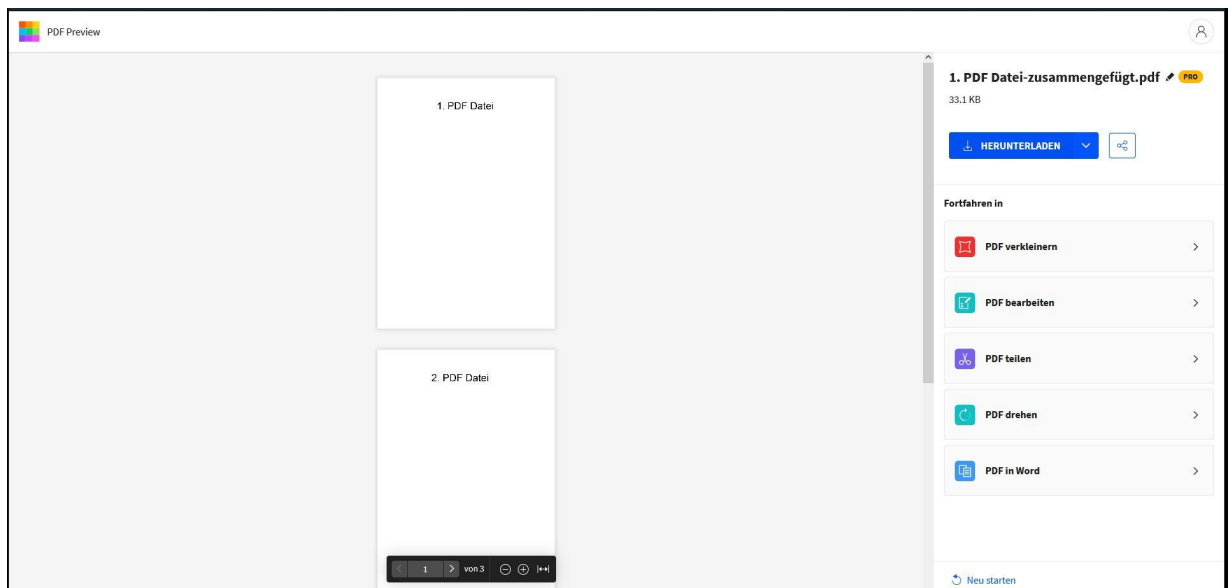 PDF Preview
1. PDF Datei
2. PDF Datei
1 von 3
1. PDF Datei-zusammengefügt.pdf PRO
33.1 KB
HERUNTERLADEN
Fortfahren in
PDF verkleinern
PDF bearbeiten
PDF teilen
PDF drehen
PDF in Word
Neu starten